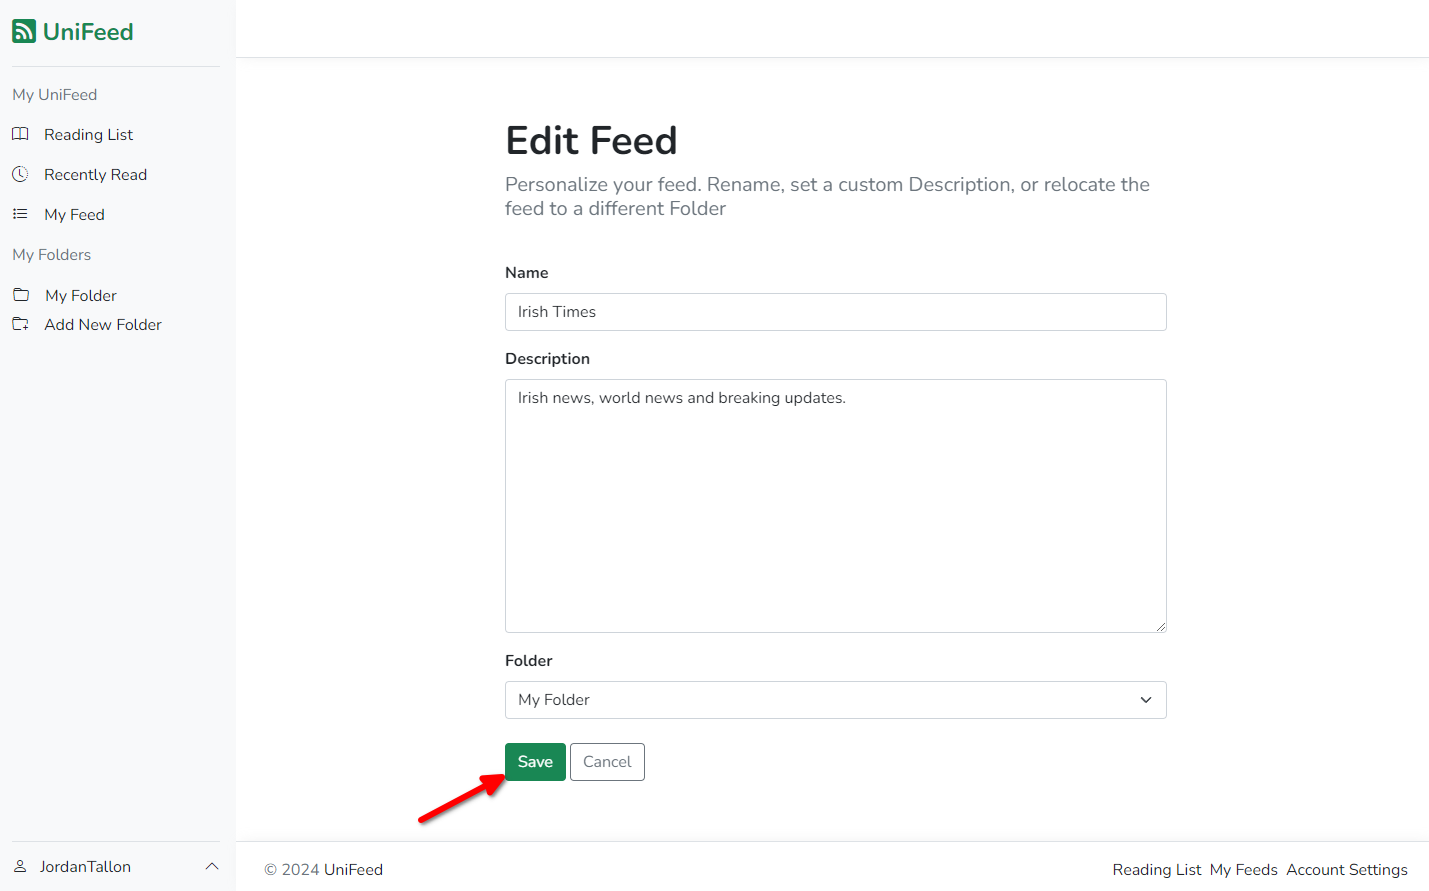 UniFeed
My UniFeed
Reading List
Recently Read
My Feed
My Folders
My Folder
Add New Folder
JordanTallon
Edit Feed
Personalize your feed. Rename, set a custom Description, or relocate the
feed to a different Folder
Name
Irish Times
Description
Irish news, world news and breaking updates.
Folder
My Folder
Save Cancel
© 2024 UniFeed
Reading List My Feeds Account Settings